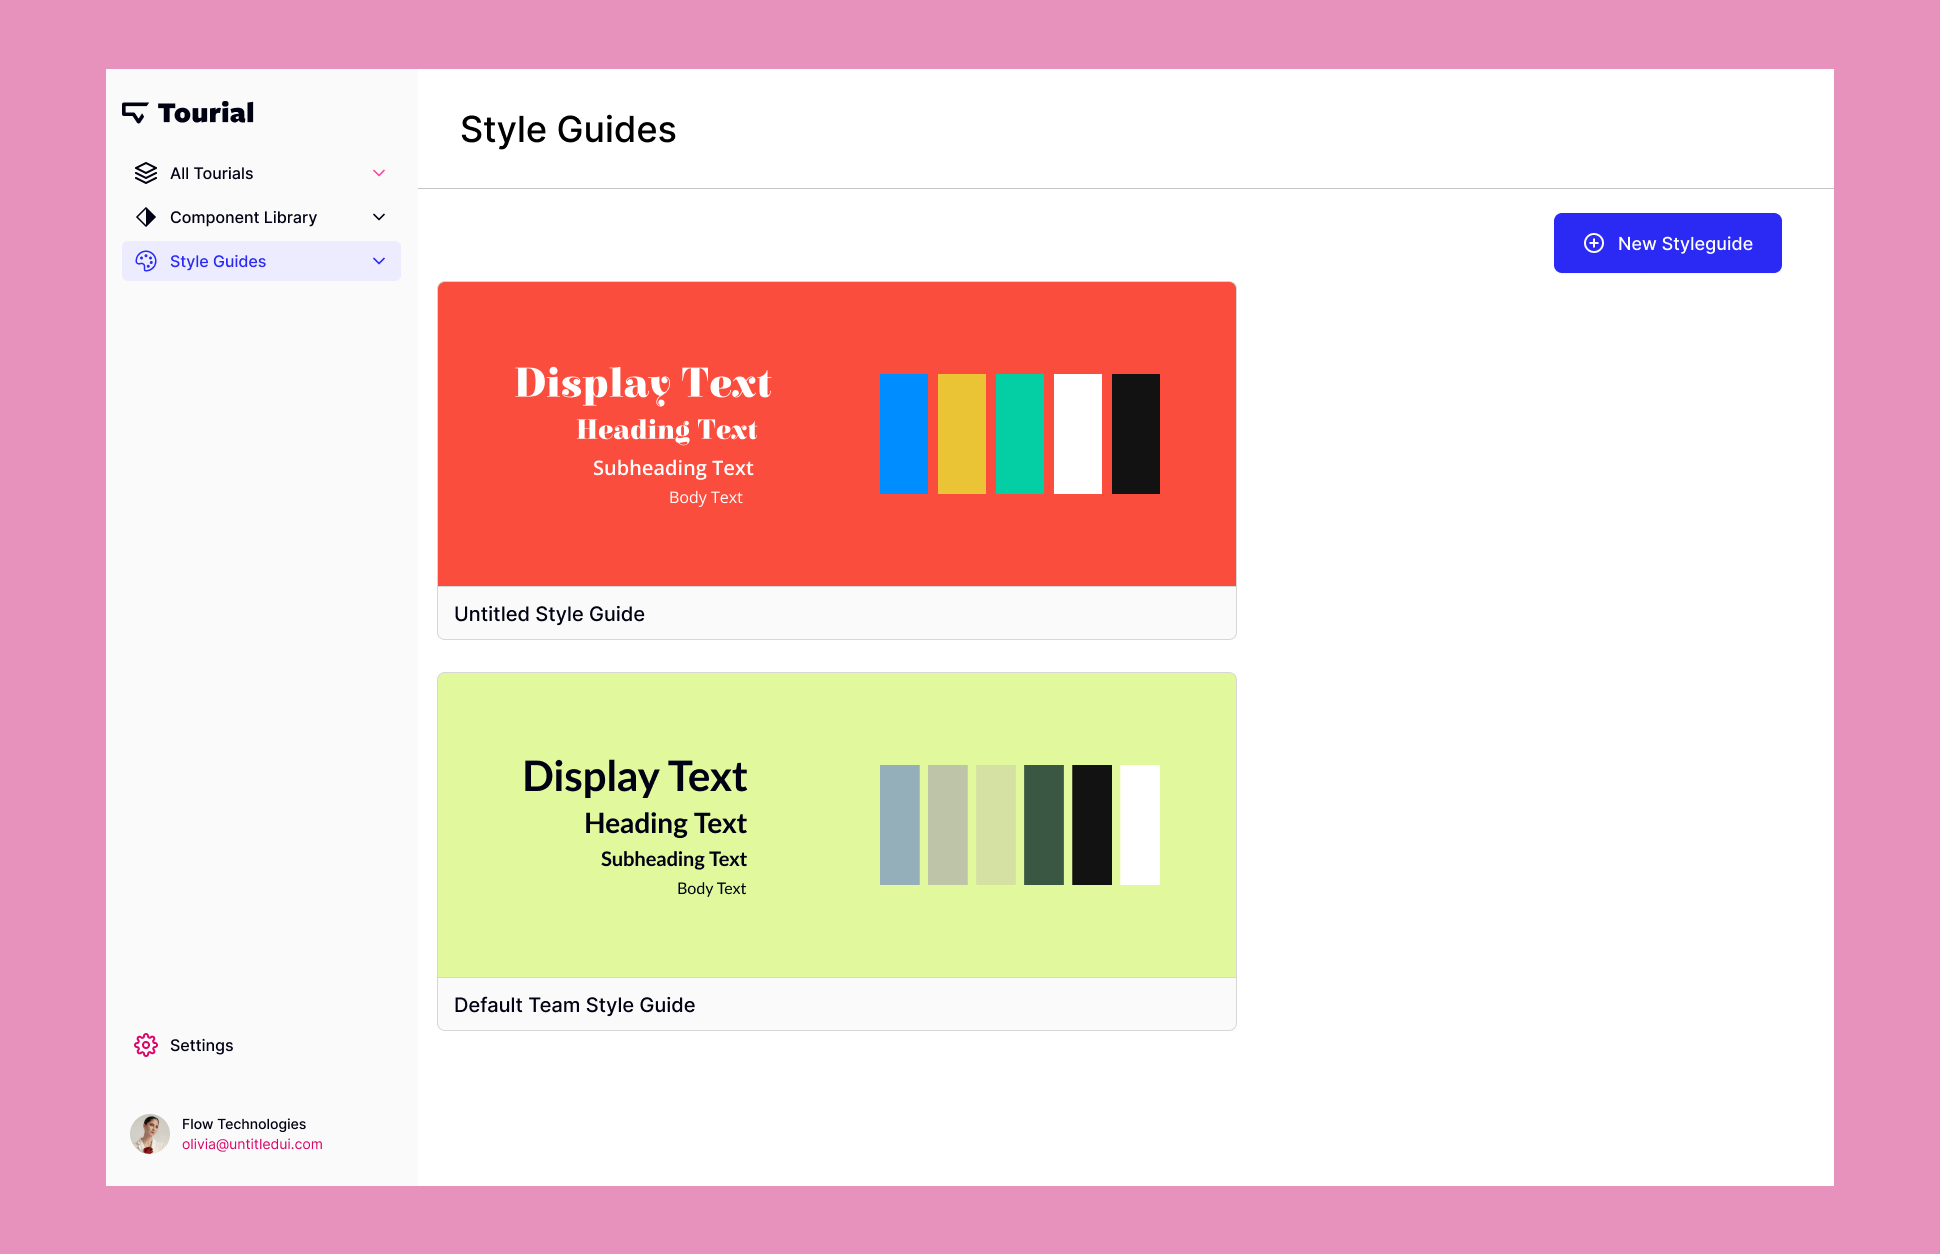 Tourial
All Tourials
Component Library
Style Guides
Settings
Flow Technologies
olivia@untitledui.com
Style Guides
New Styleguide
Display Text
Heading Text
Subheading Text
Body Text
Untitled Style Guide
Display Text
Heading Text
Subheading Text
Body Text
Default Team Style Guide